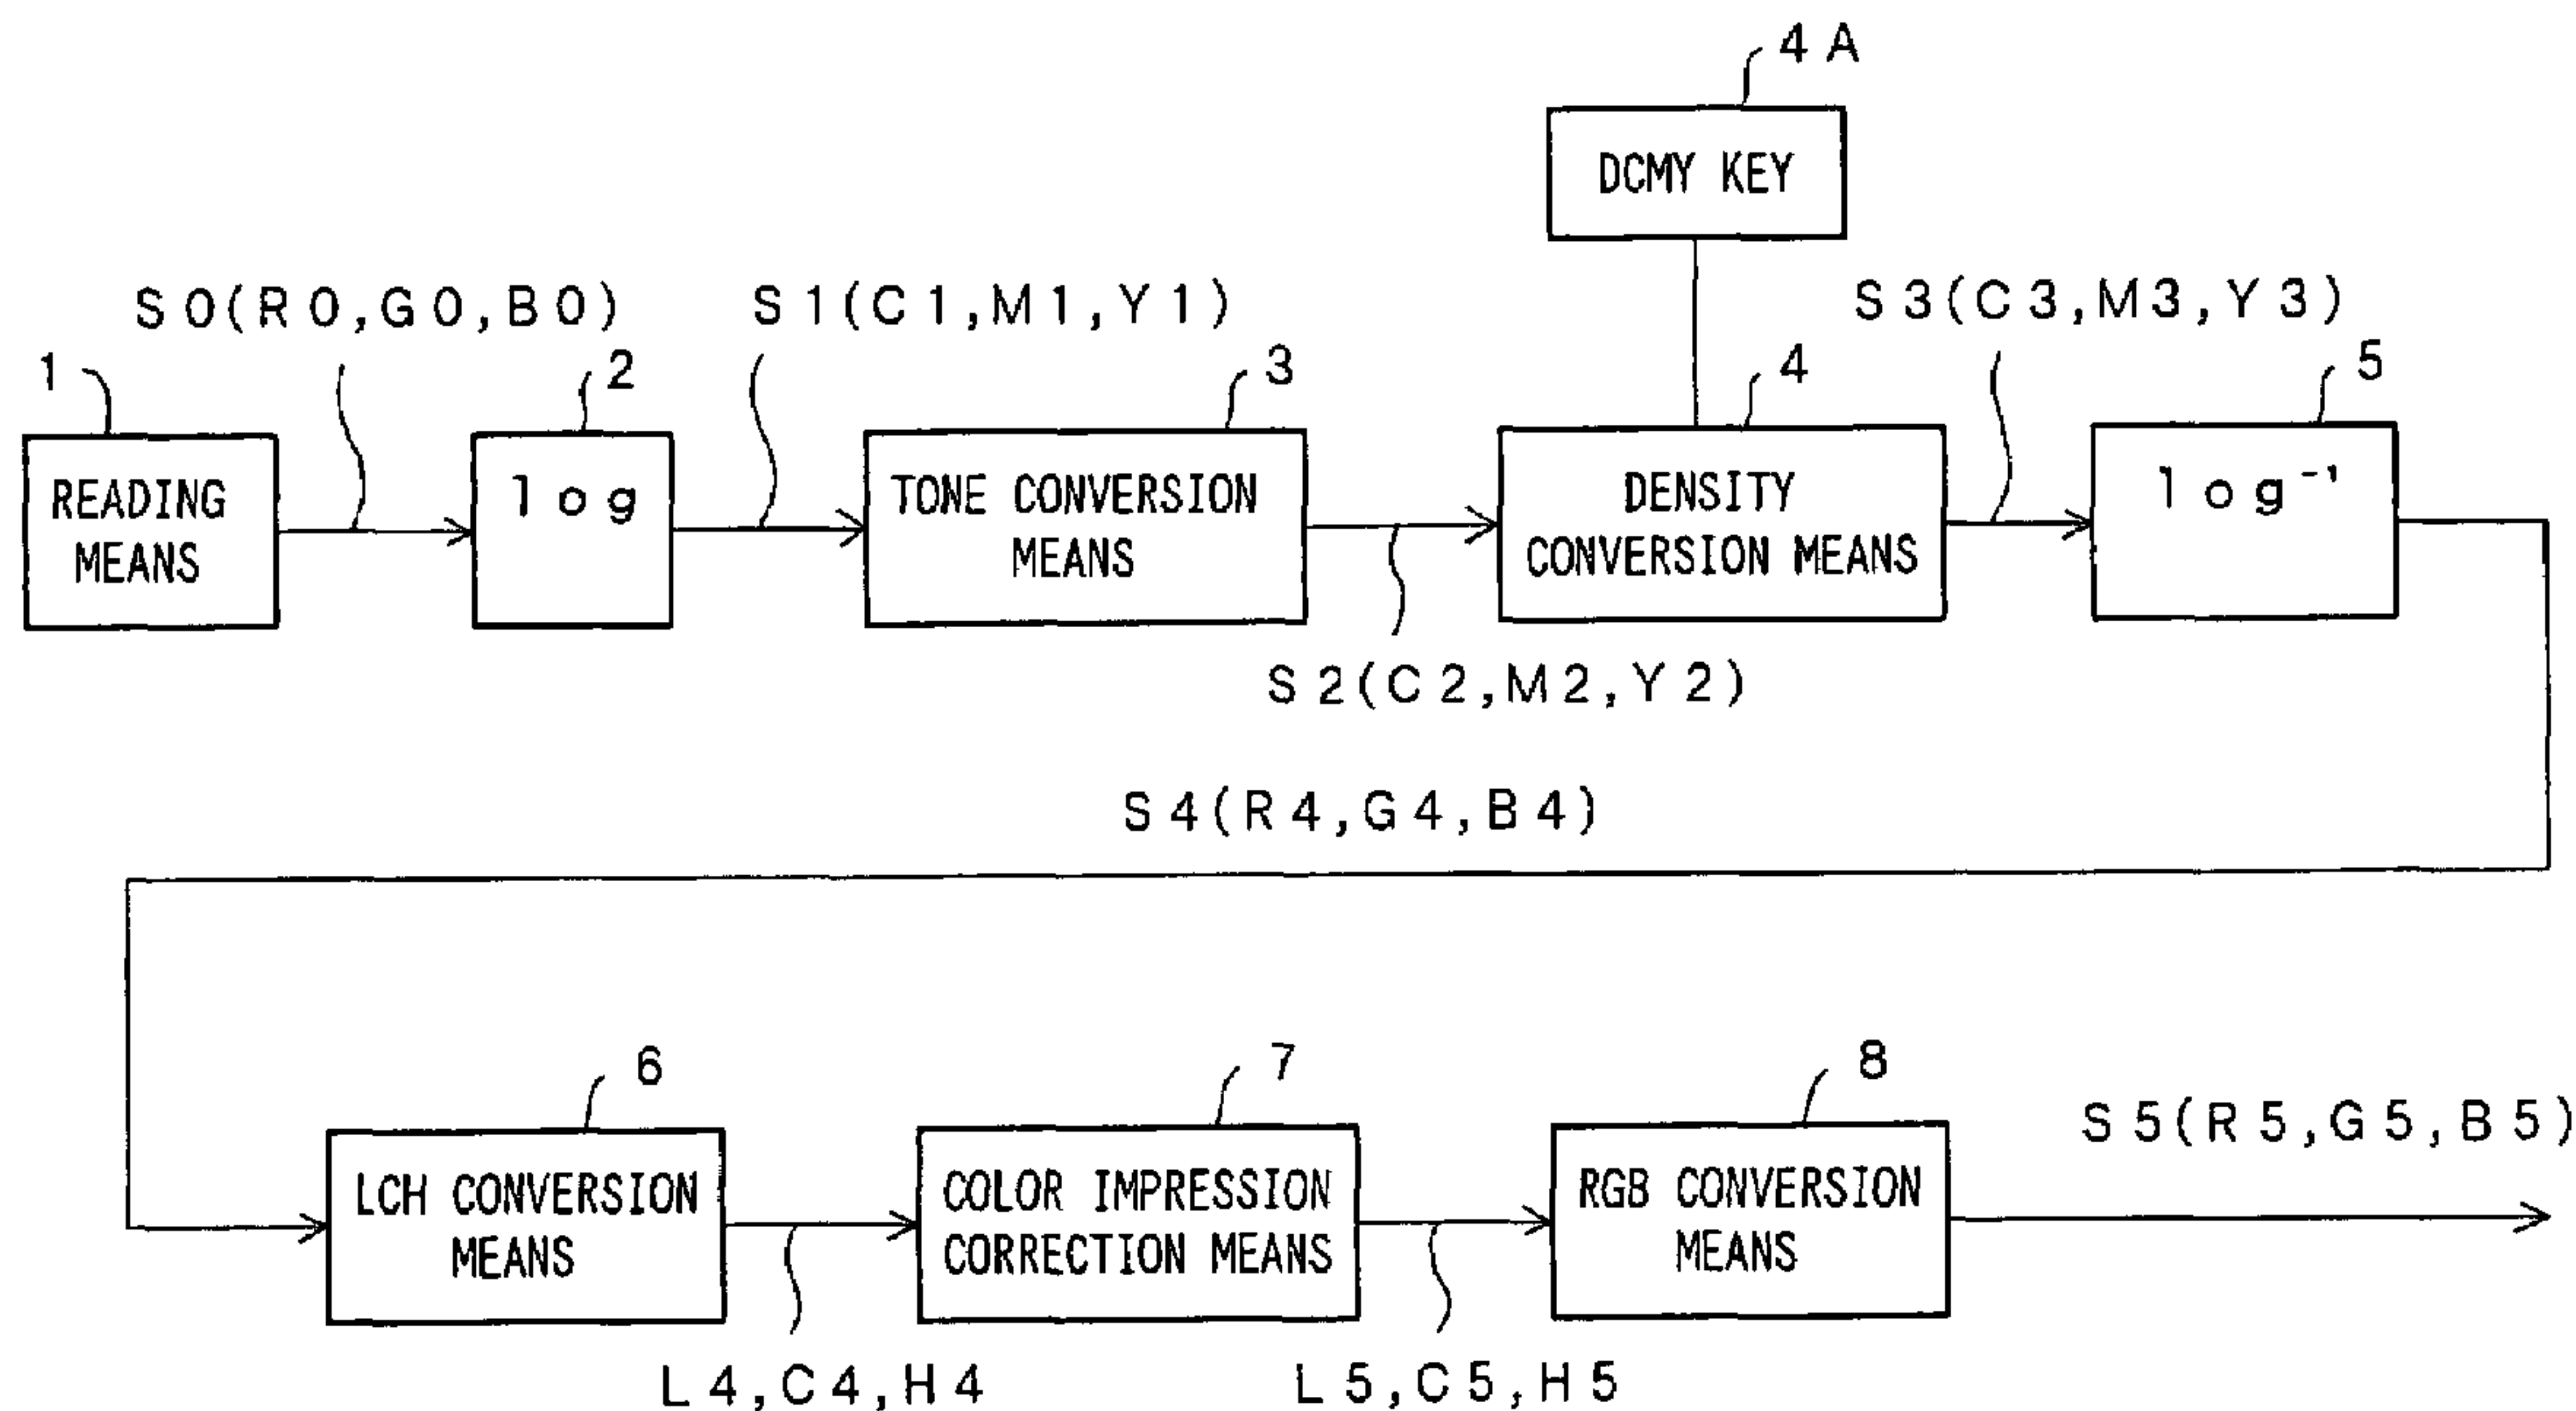 4A
DCMY KEY
S0(R0,G0,B0)
S1(C1,M1,Y1)
S3(C3,M3,Y3)
1
2
3
4
5
READING
MEANS
log
TONE CONVERSION
MEANS
DENSITY
CONVERSION MEANS
log⁻¹
S2(C2,M2,Y2)
S4(R4,G4,B4)
6
7
8
LCH CONVERSION
MEANS
COLOR IMPRESSION
CORRECTION MEANS
RGB CONVERSION
MEANS
S5(R5,G5,B5)
L4,C4,H4
L5,C5,H5